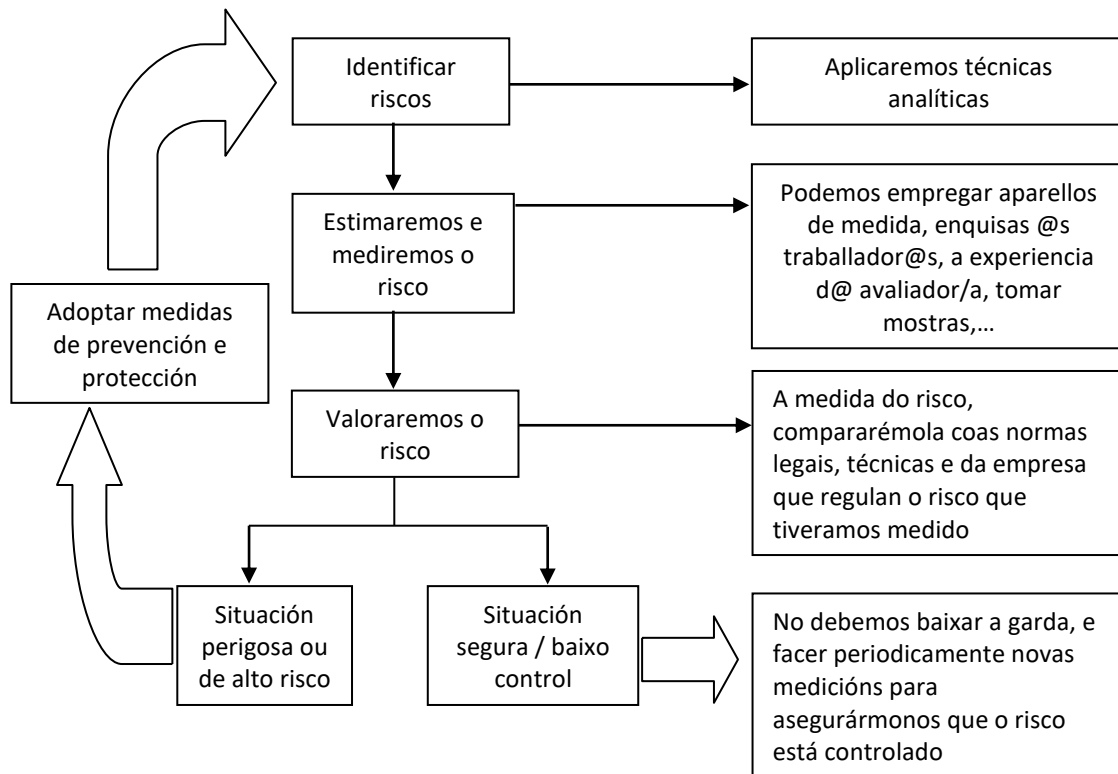 Identificar
riscos
Aplicaremos técnicas
analíticas
Estimaremos e
mediremos o
risco
Podemos empregar aparellos
de medida, enquisas @s
traballador@s, a experiencia
d@ avaliador/a, tomar
mostras,…
Adoptar medidas
de prevención e
protección
Valoraremos o
risco
A medida do risco,
compararémola coas normas
legais, técnicas e da empresa
que regulan o risco que
tiveramos medido
Situación
perigosa ou
de alto risco
Situación
segura / baixo
control
No debemos baixar a garda, e
facer periodicamente novas
medicións para
asegurármonos que o risco
está controlado